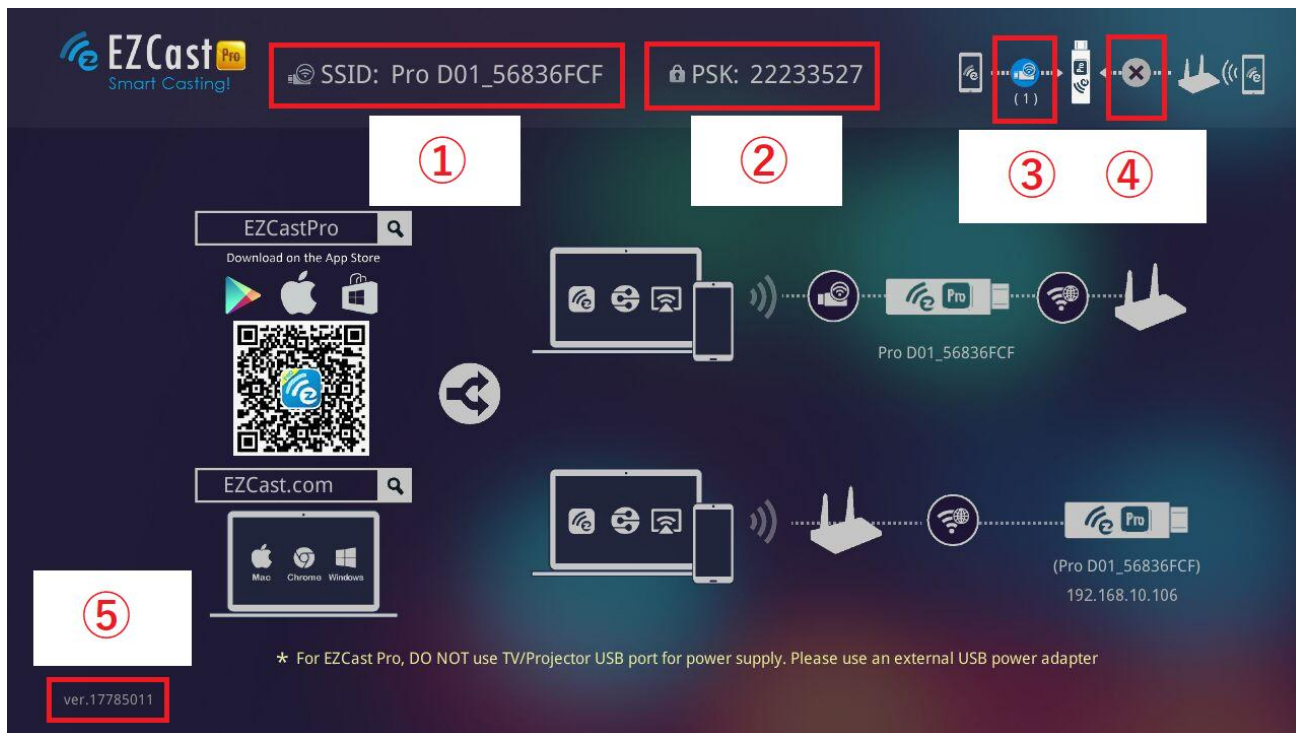 EZCast Pro
Smart Casting!
SSID: Pro D01_56836FCF
PSK: 22233527
(1)
①
②
③
④
EZCastPro
Download on the App Store
Pro
Pro D01_56836FCF
EZCast.com
Mac Chrome Windows
Pro
(Pro D01_56836FCF)
192.168.10.106
⑤
* For EZCast Pro, DO NOT use TV/Projector USB port for power supply. Please use an external USB power adapter
ver.17785011